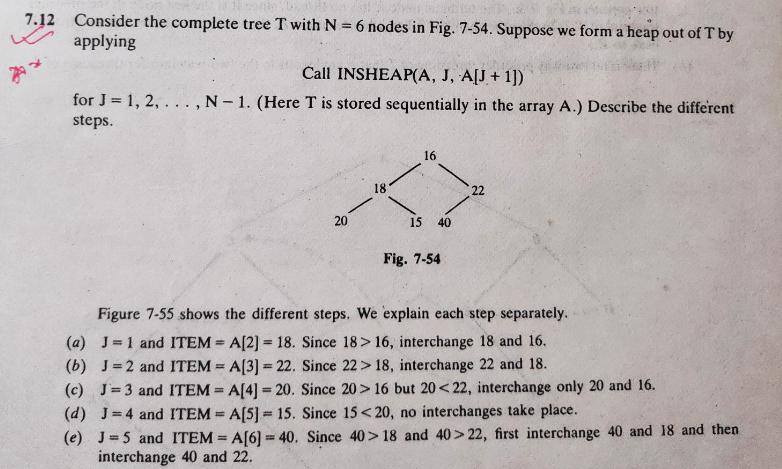 7.12 Consider the complete tree T with N = 6 nodes in Fig. 7-54. Suppose we form a heap out of T by
applying
Call INSHEAP(A, J, A[J + 1])
for J = 1, 2, . . . , N − 1. (Here T is stored sequentially in the array A.) Describe the different
steps.
16
18 22
20 15 40
Fig. 7-54
Figure 7-55 shows the different steps. We explain each step separately.
(a) J = 1 and ITEM = A[2] = 18. Since 18 > 16, interchange 18 and 16.
(b) J = 2 and ITEM = A[3] = 22. Since 22 > 18, interchange 22 and 18.
(c) J = 3 and ITEM = A[4] = 20. Since 20 > 16 but 20 < 22, interchange only 20 and 16.
(d) J = 4 and ITEM = A[5] = 15. Since 15 < 20, no interchanges take place.
(e) J = 5 and ITEM = A[6] = 40. Since 40 > 18 and 40 > 22, first interchange 40 and 18 and then
interchange 40 and 22.